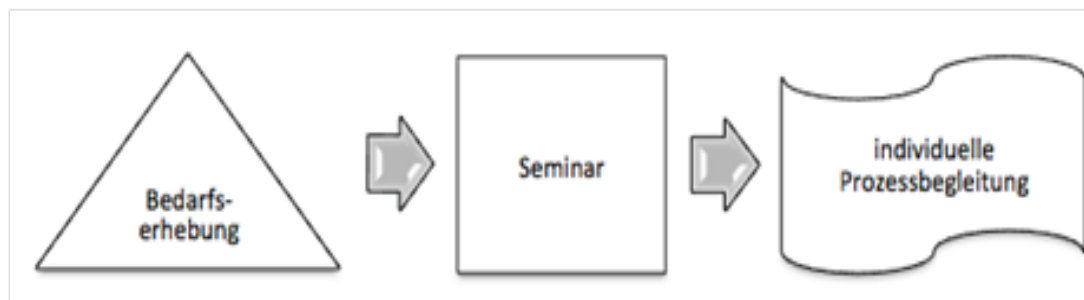 Bedarfs-
erhebung
Seminar
individuelle
Prozessbegleitung